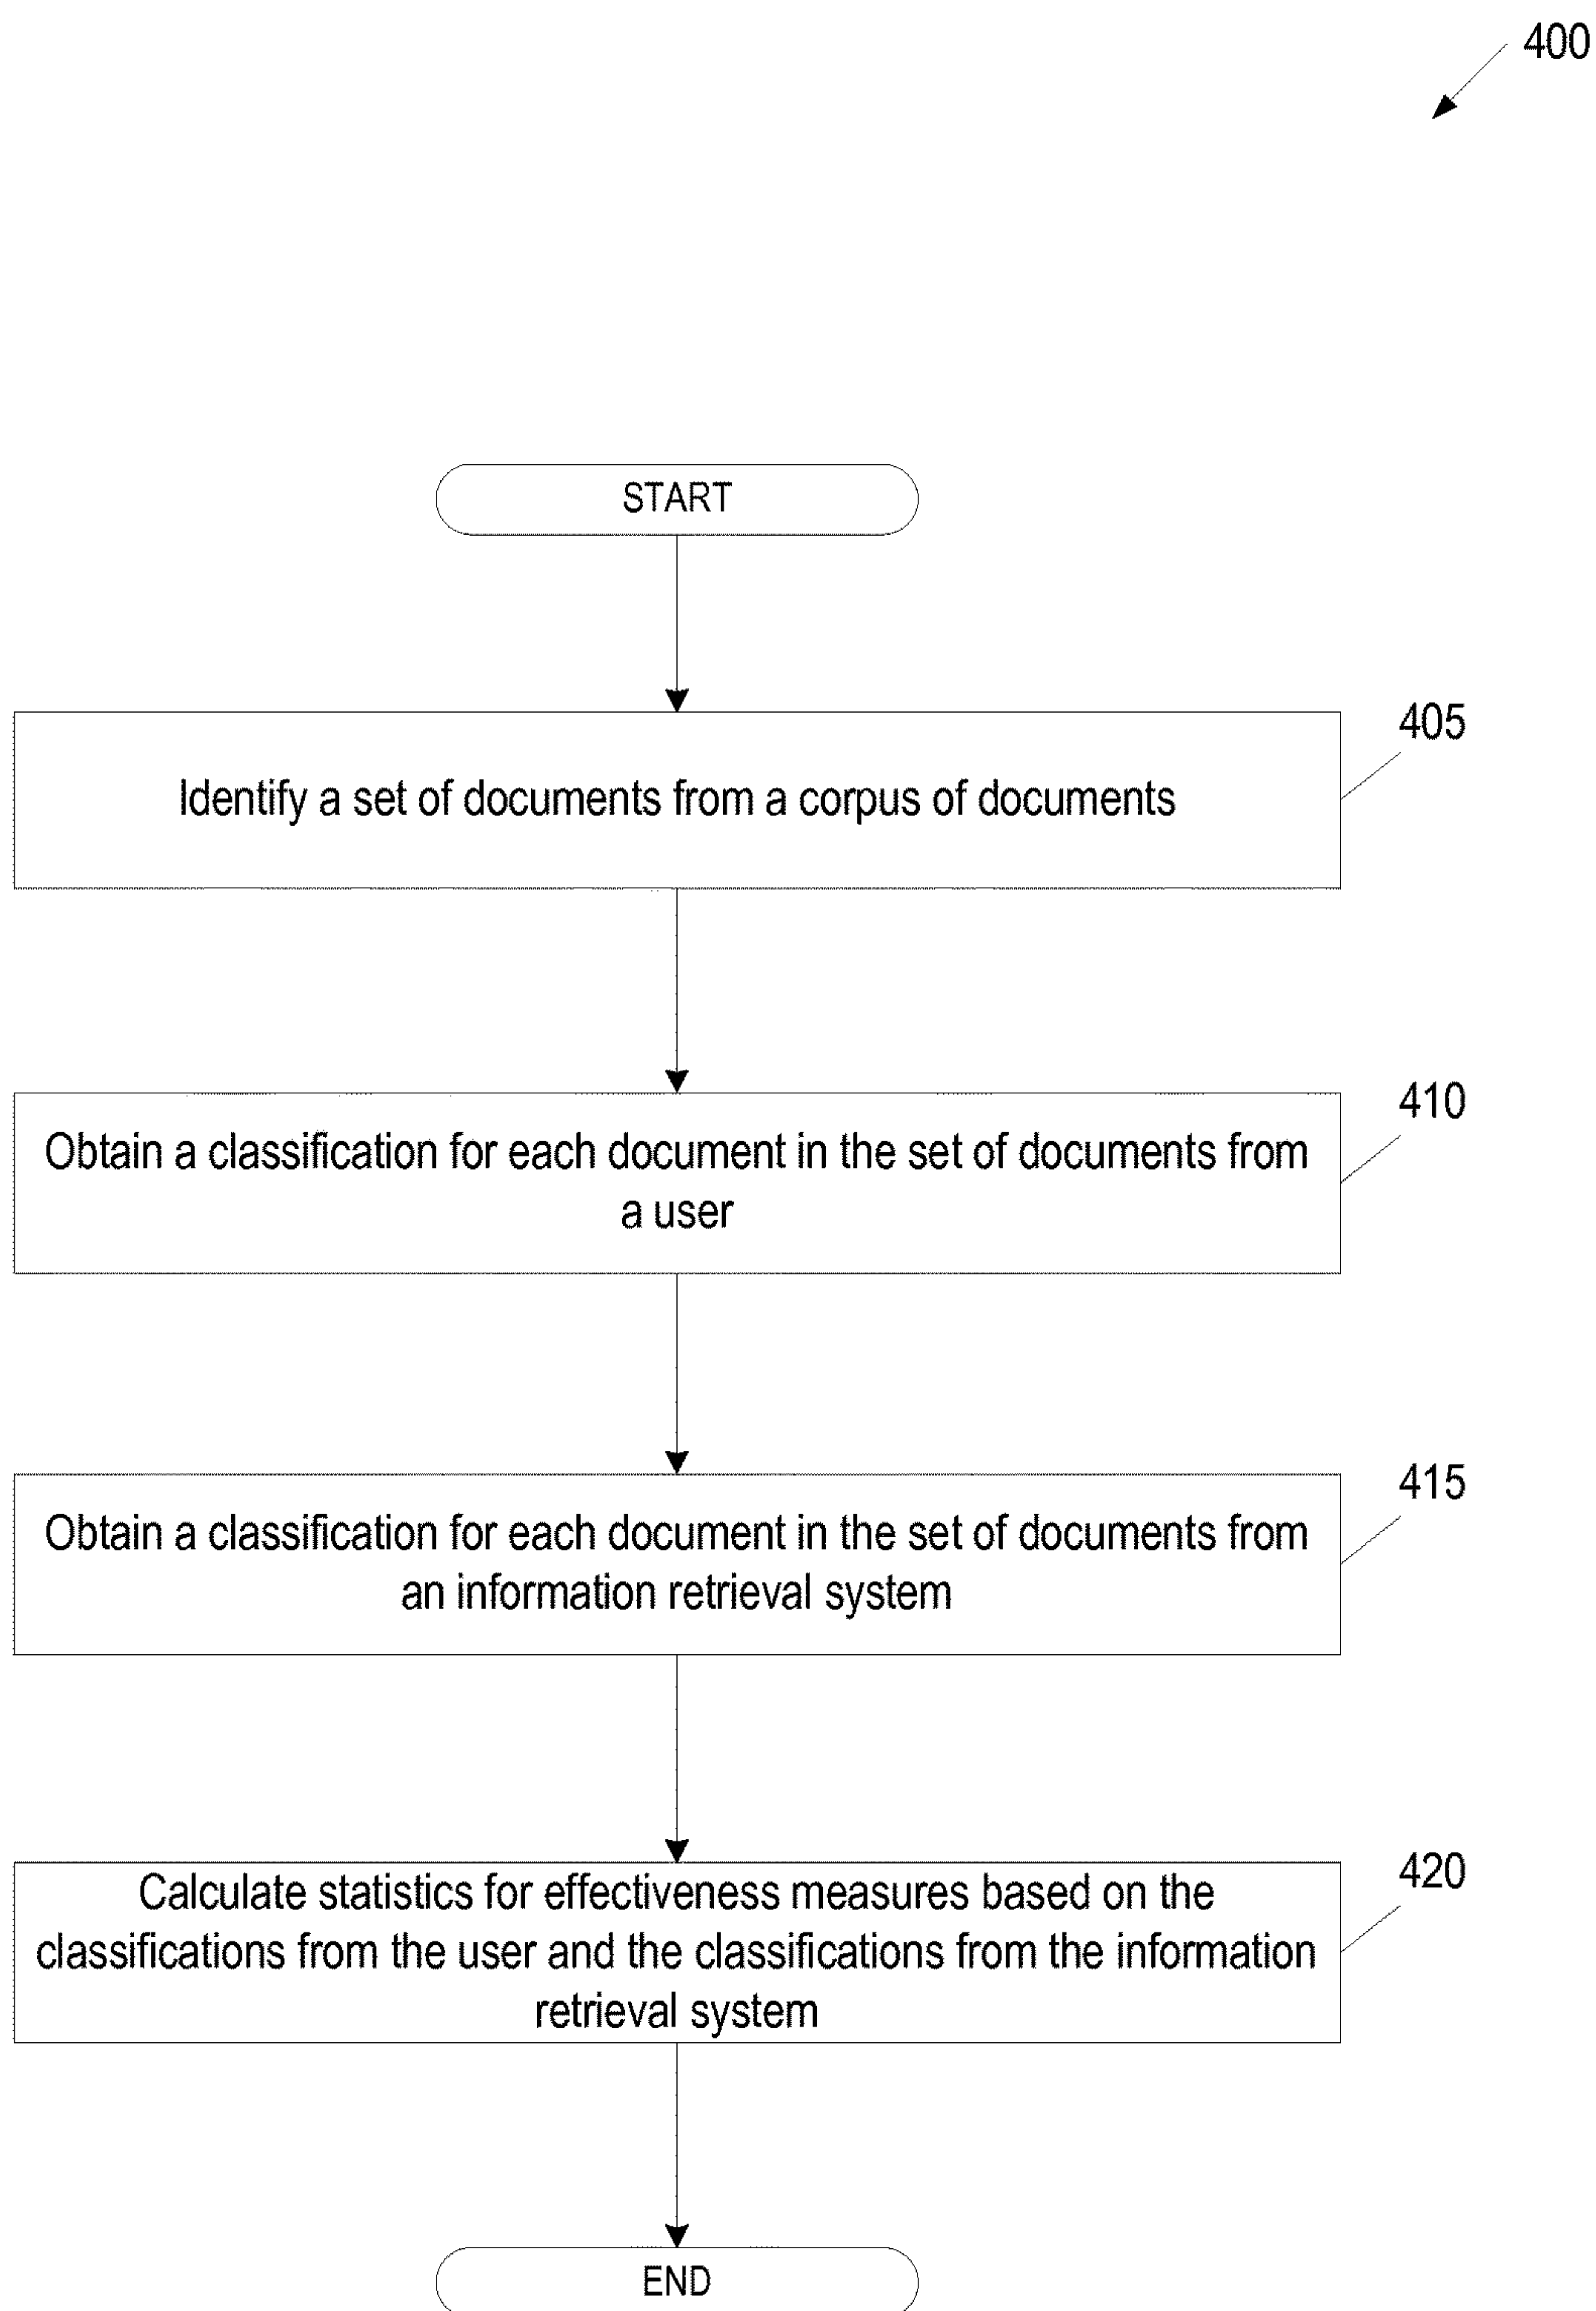 400
START
405
Identify a set of documents from a corpus of documents
410
Obtain a classification for each document in the set of documents from
a user
415
Obtain a classification for each document in the set of documents from
an information retrieval system
420
Calculate statistics for effectiveness measures based on the
classifications from the user and the classifications from the information
retrieval system
END